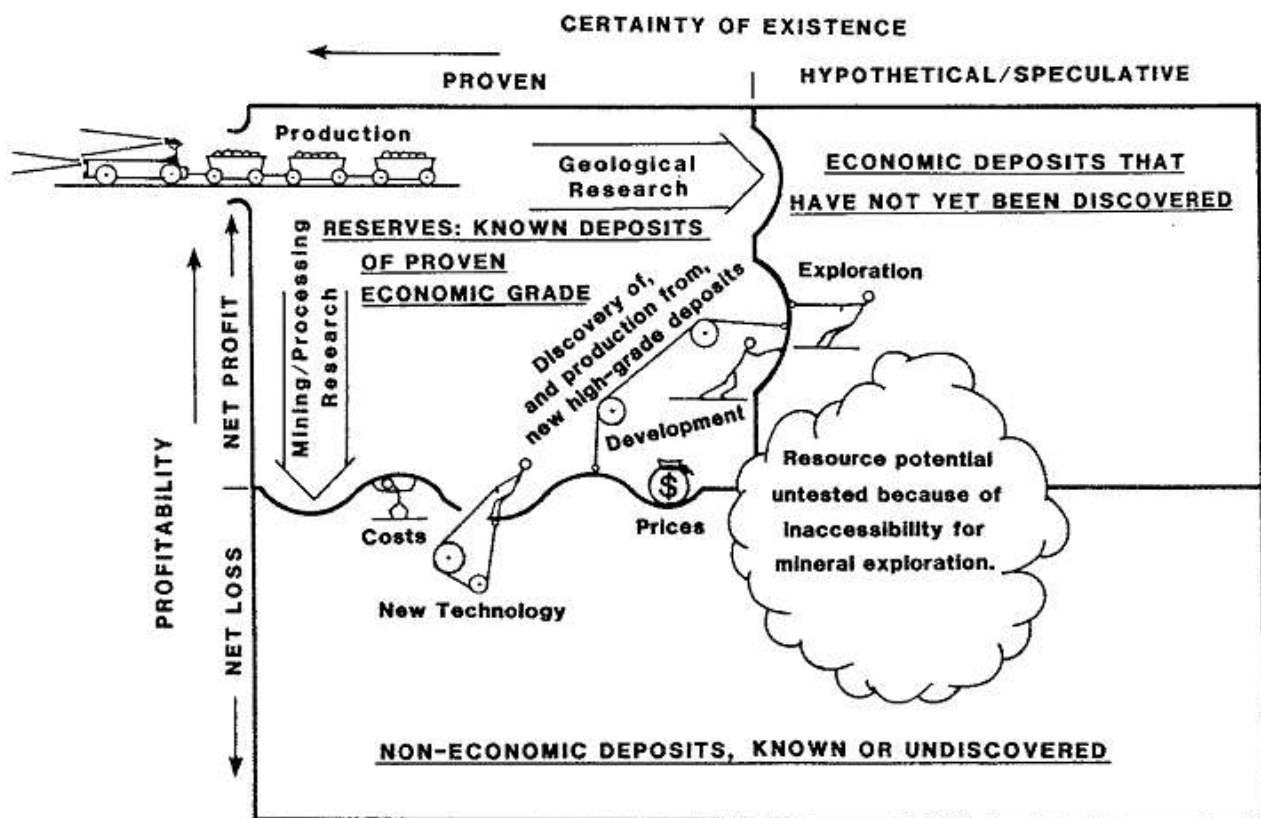 CERTAINTY OF EXISTENCE
PROVEN
HYPOTHETICAL/SPECULATIVE
Production
Geological
Research
ECONOMIC DEPOSITS THAT
HAVE NOT YET BEEN DISCOVERED
RESERVES: KNOWN DEPOSITS
OF PROVEN
ECONOMIC GRADE
Mining/Processing
Research
Discovery of,
and production from,
new high-grade deposits
Exploration
Development
PROFITABILITY
NET PROFIT
NET LOSS
Resource potential
untested because of
inaccessibility for
mineral exploration.
Costs
$
Prices
New Technology
NON-ECONOMIC DEPOSITS, KNOWN OR UNDISCOVERED